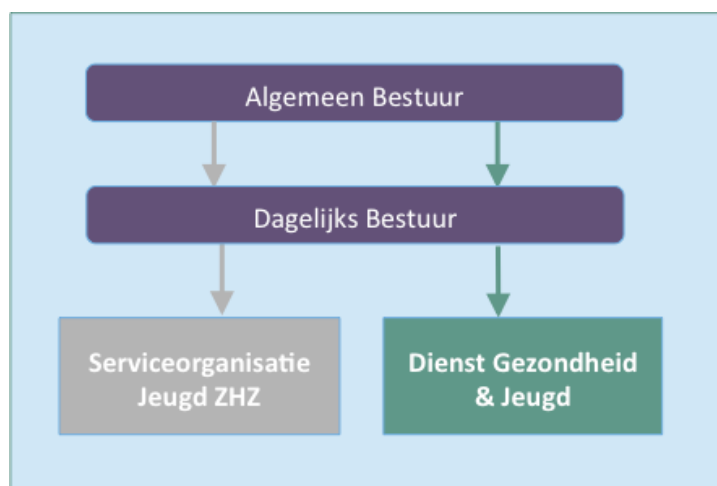 Algemeen Bestuur
Dagelijks Bestuur
Serviceorganisatie
Jeugd ZHZ
Dienst Gezondheid
& Jeugd